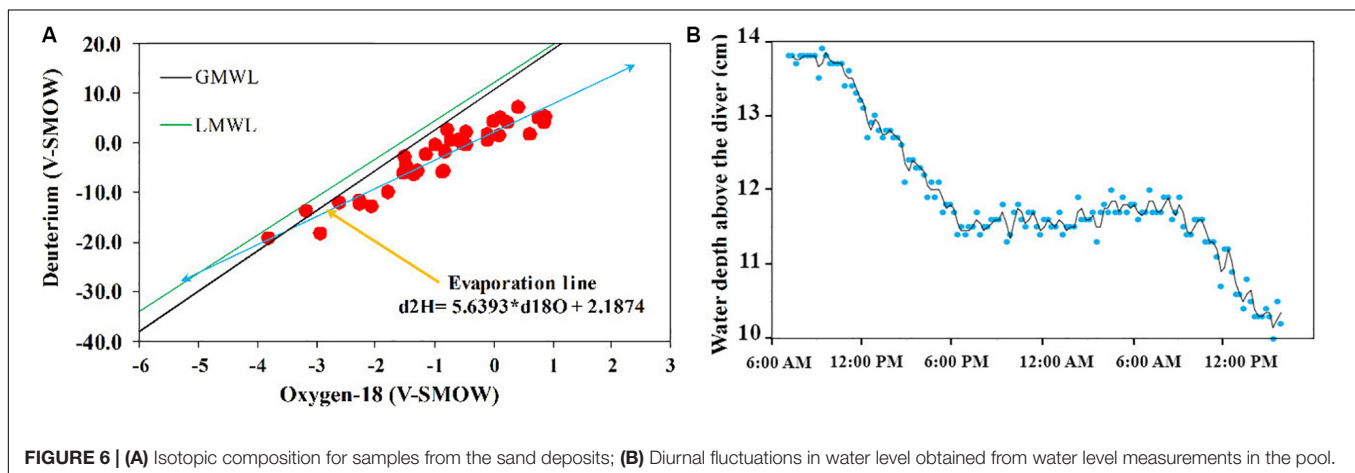 A
20.0
10.0
0.0
-10.0
-20.0
-30.0
-40.0
Deuterium (V-SMOW)
GMWL
LMWL
Evaporation line
d2H= 5.6393*d18O + 2.1874
-6 -5 -4 -3 -2 -1 0 1 2 3
Oxygen-18 (V-SMOW)
B
14
13
12
11
10
Water depth above the diver (cm)
6:00 AM 12:00 PM 6:00 PM 12:00 AM 6:00 AM 12:00 PM
FIGURE 6 | (A) Isotopic composition for samples from the sand deposits; (B) Diurnal fluctuations in water level obtained from water level measurements in the pool.